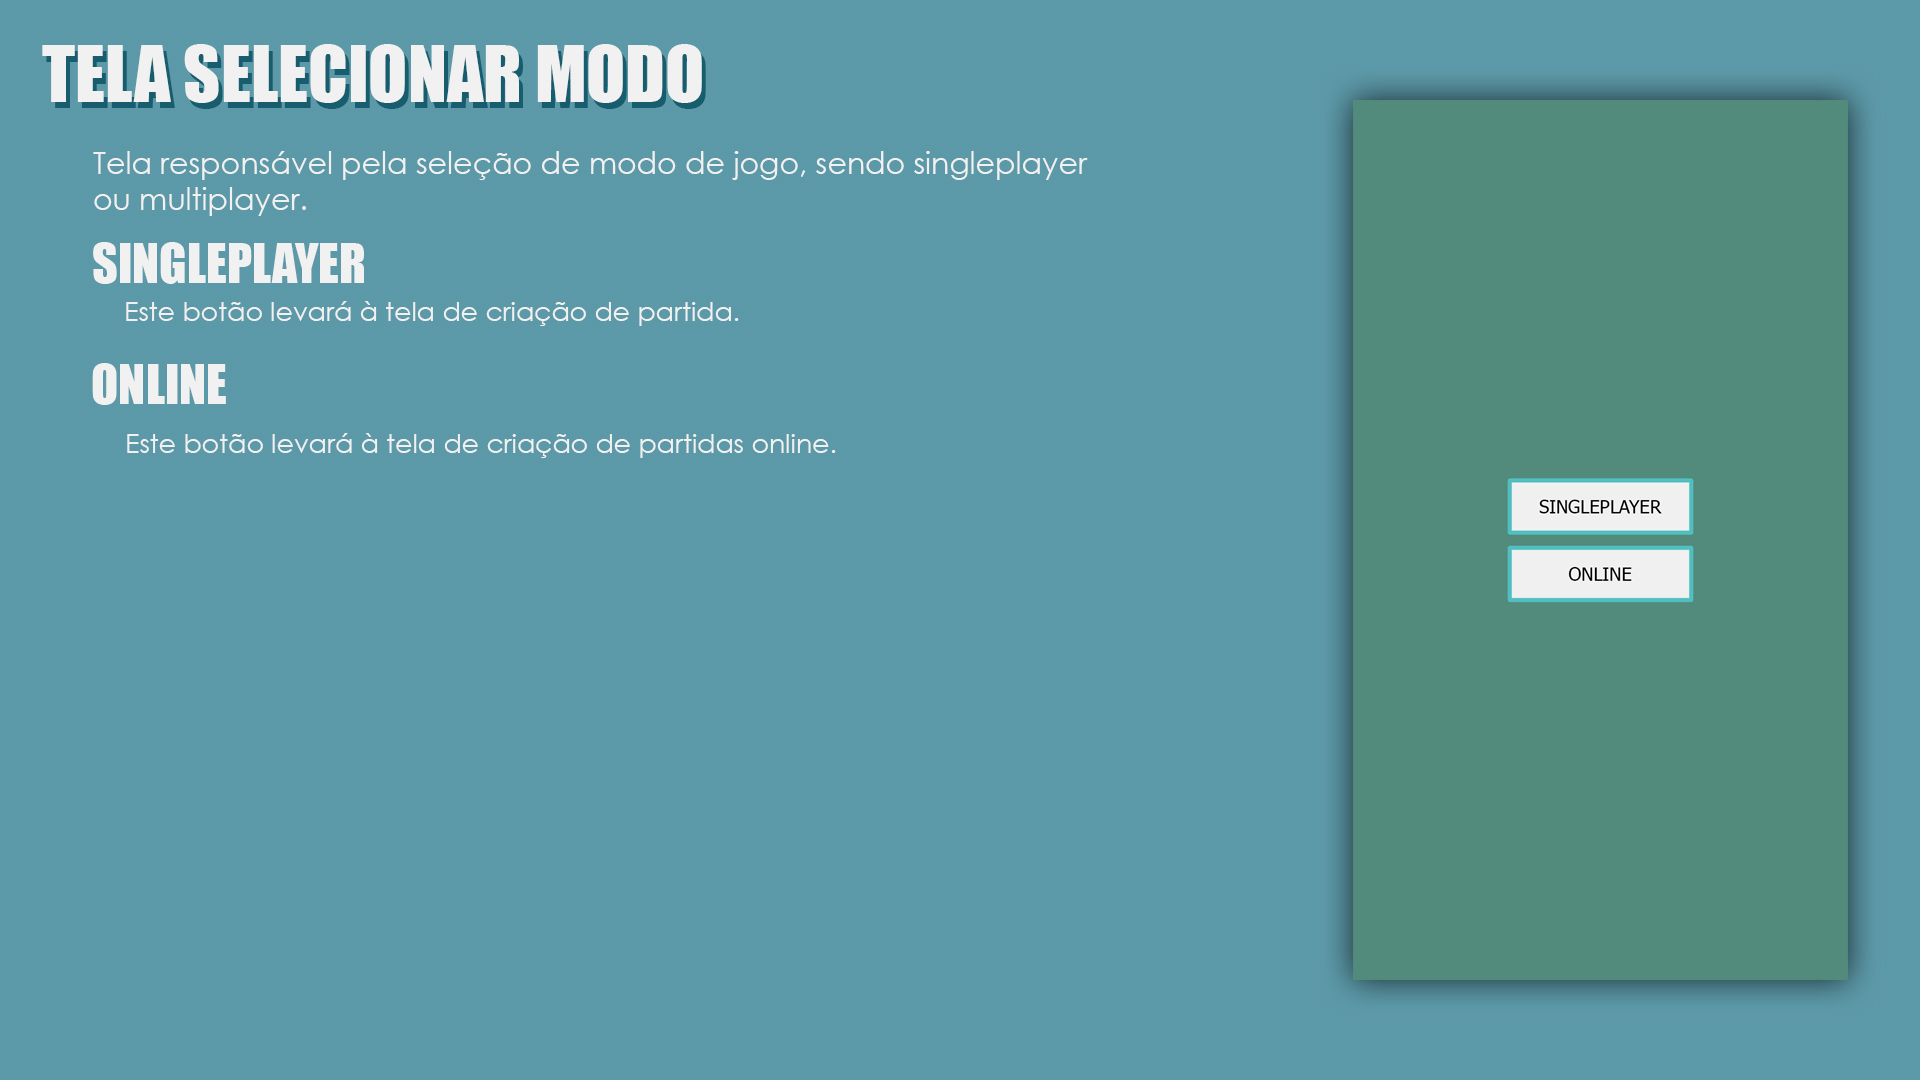 TELA SELECIONAR MODO
Tela responsável pela seleção de modo de jogo, sendo singleplayer
ou multiplayer.
SINGLEPLAYER
Este botão levará à tela de criação de partida.
ONLINE
Este botão levará à tela de criação de partidas online.
SINGLEPLAYER
ONLINE